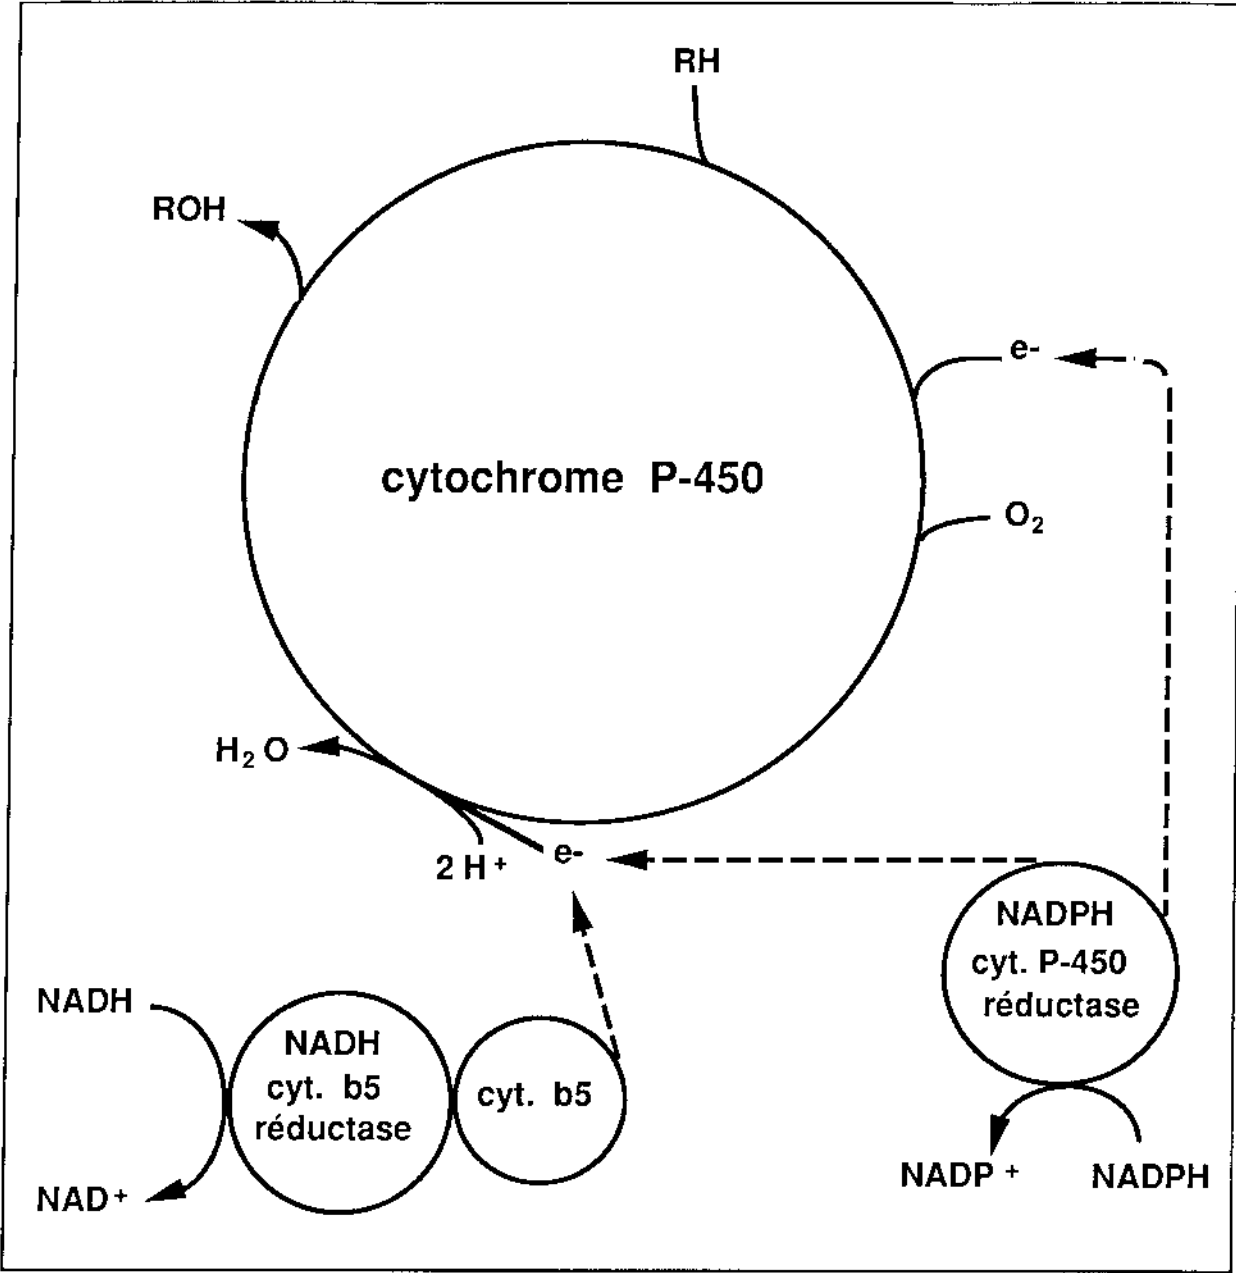 RH
ROH
e-
cytochrome P-450
O2
H2O
2 H+
e-
NADPH
cyt. P-450
réductase
NADH
NADH
cyt. b5
réductase
cyt. b5
NAD+
NADP+
NADPH